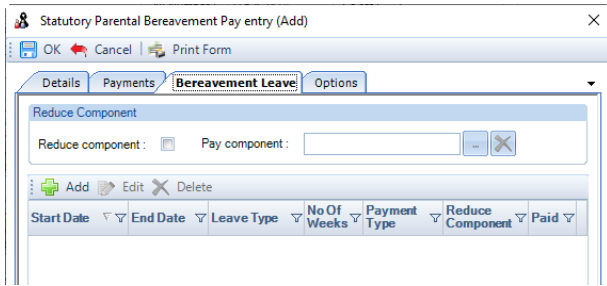 Statutory Parental Bereavement Pay entry (Add)
OK Cancel Print Form
Details Payments Bereavement Leave Options
Reduce Component
Reduce component : Pay component : ...
Add Edit Delete
Start Date End Date Leave Type No Of Weeks Payment Type Reduce Component Paid